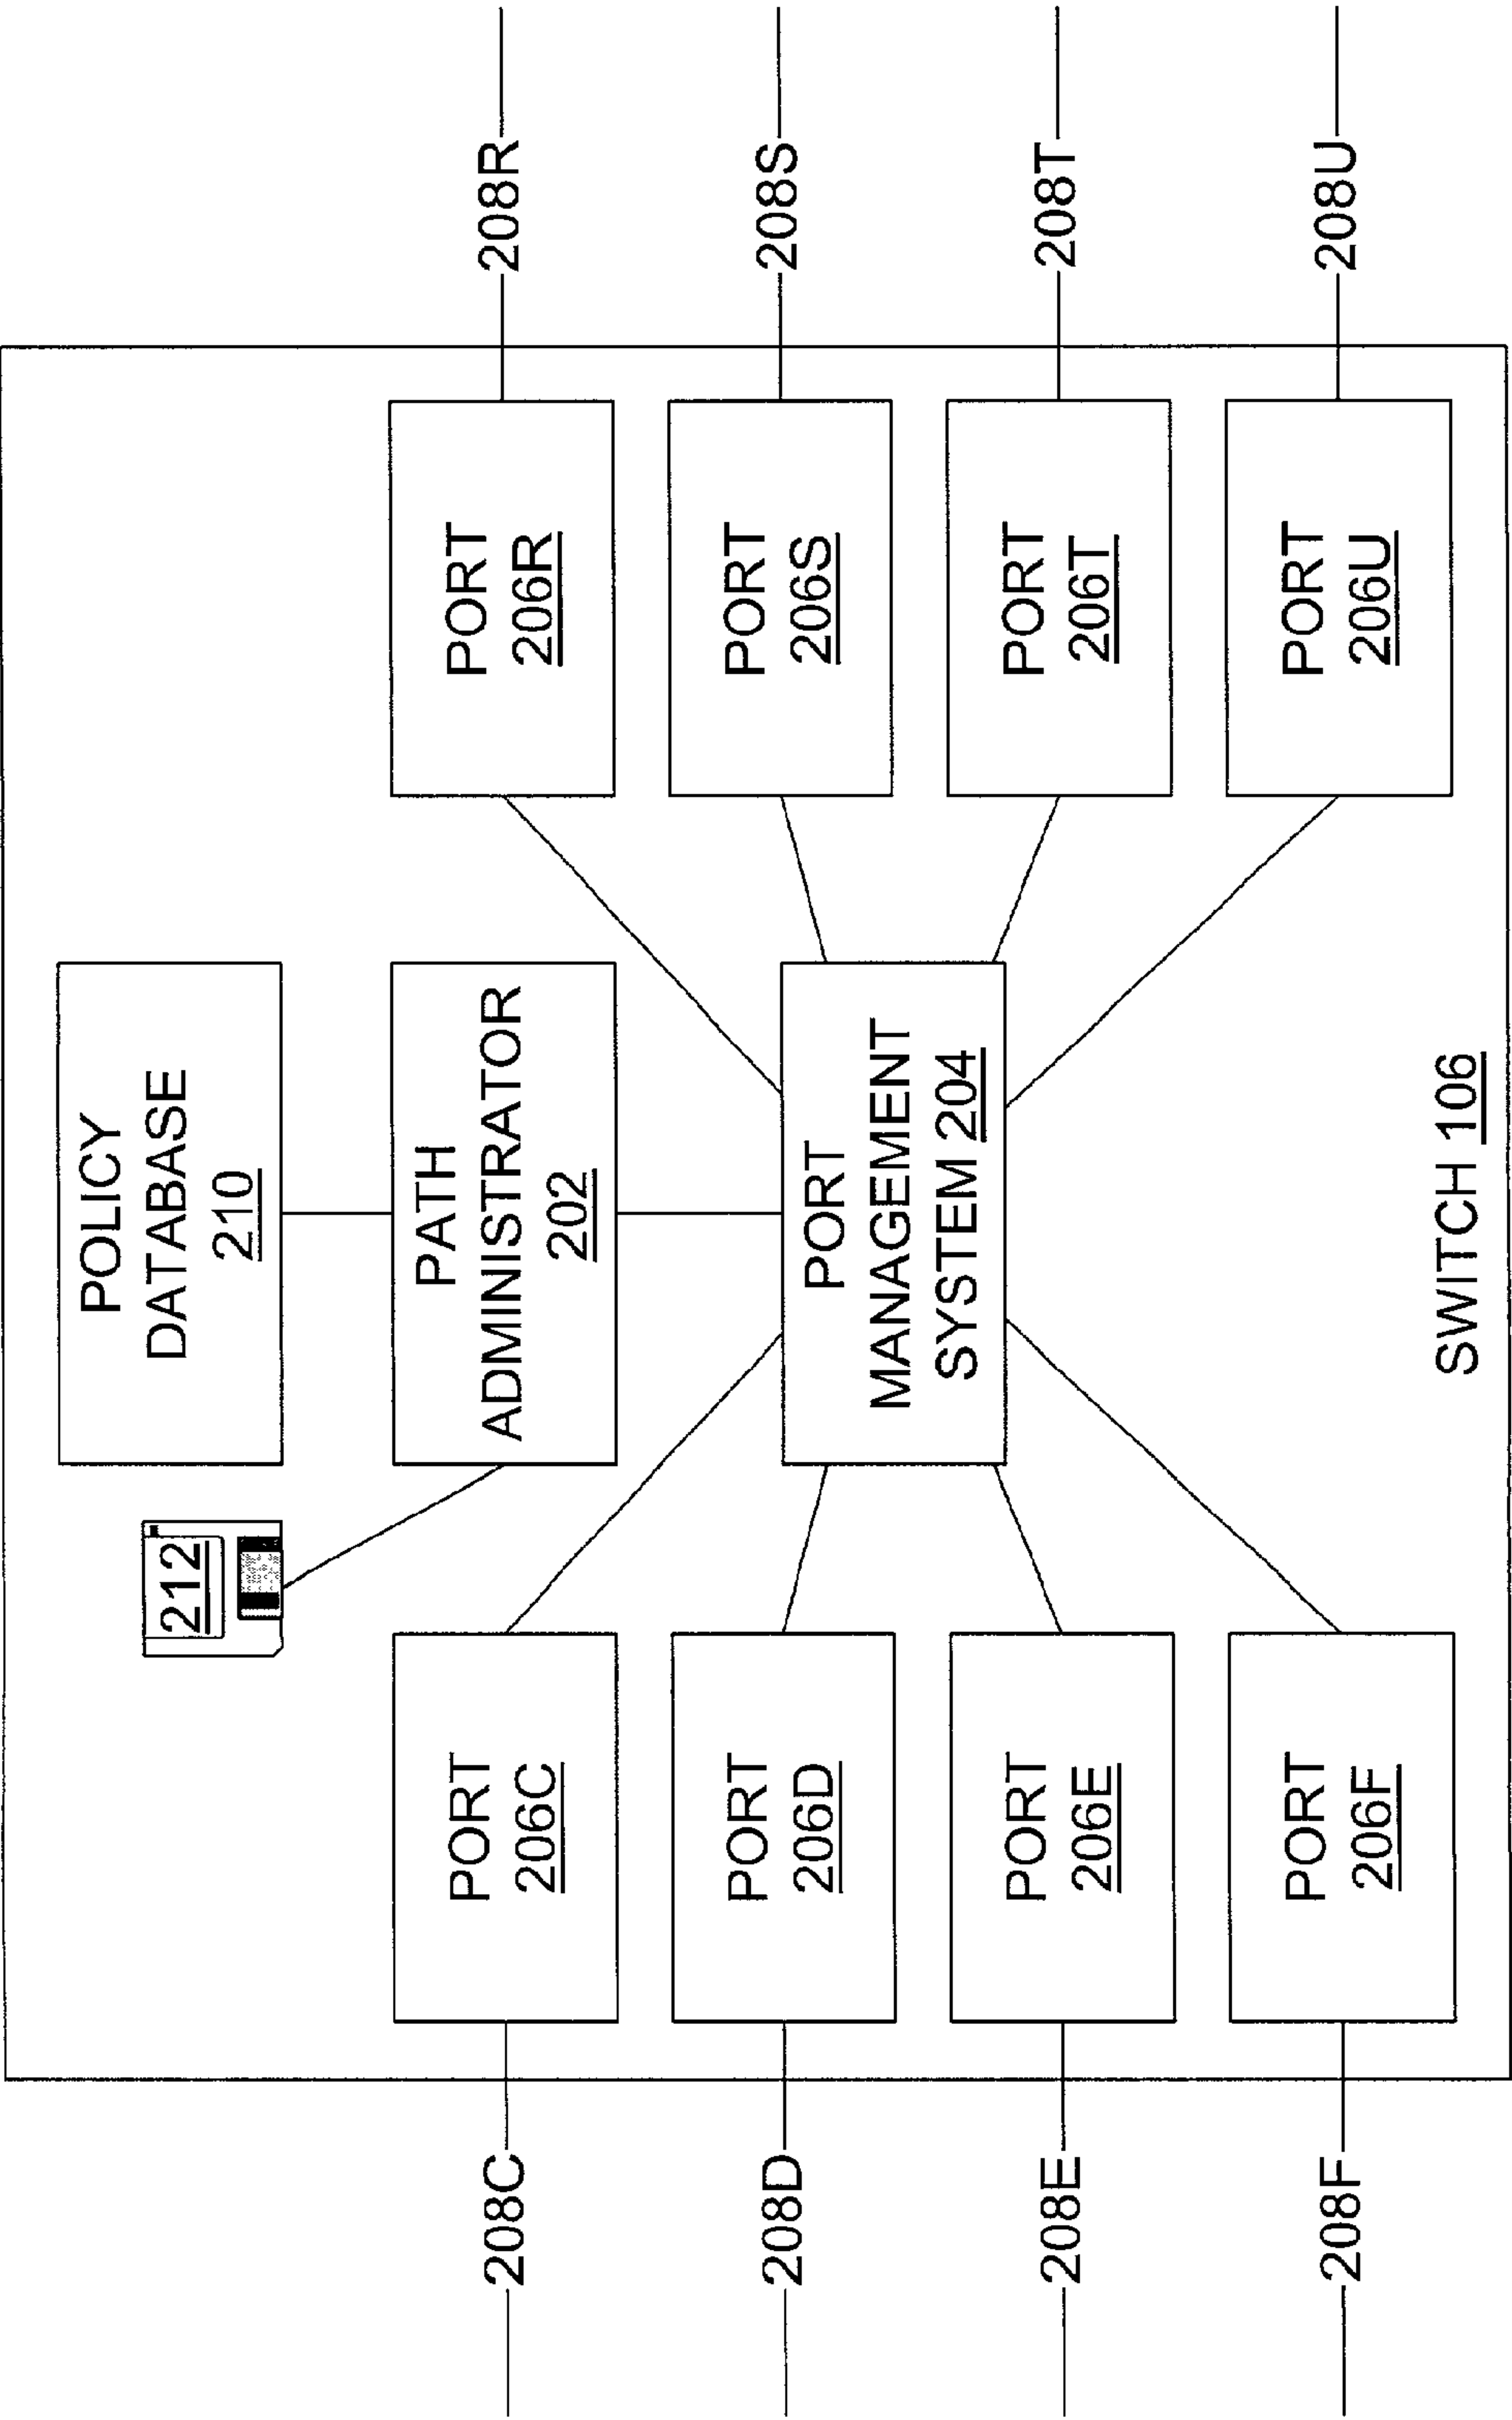 POLICY
DATABASE
210
212
PATH
ADMINISTRATOR
202
208C
PORT
206C
PORT
206R
208R
208D
PORT
206D
PORT
MANAGEMENT
SYSTEM 204
PORT
206S
208S
208E
PORT
206E
PORT
206T
208T
208F
PORT
206F
PORT
206U
208U
SWITCH 106